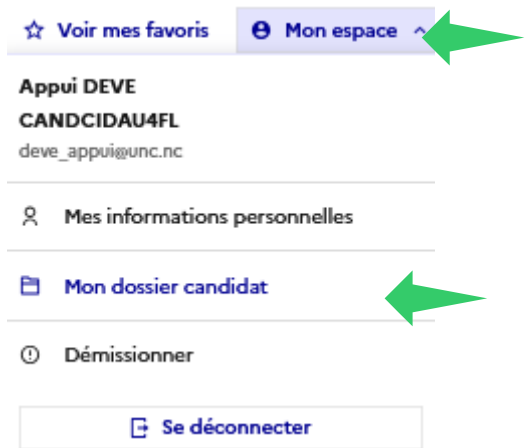 Voir mes favoris Mon espace
Appui DEVE
CANDCIDAU4FL
deve_appui@unc.nc
Mes informations personnelles
Mon dossier candidat
Démissionner
Se déconnecter